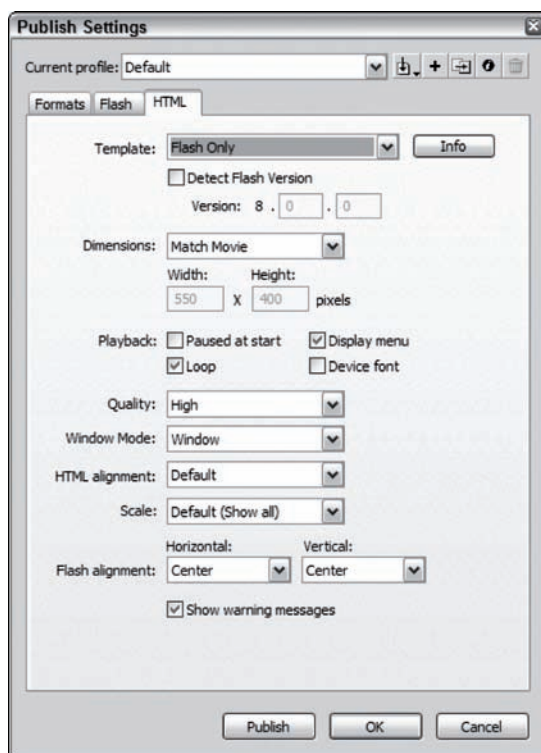 Publish Settings
Current profile: Default
Formats Flash HTML
Template: Flash Only Info
Detect Flash Version
Version: 8 . 0 . 0
Dimensions: Match Movie
Width: Height:
550 X 400 pixels
Playback: Paused at start Display menu
Loop Device font
Quality: High
Window Mode: Window
HTML alignment: Default
Scale: Default (Show all)
Horizontal: Vertical:
Flash alignment: Center Center
Show warning messages
Publish OK Cancel